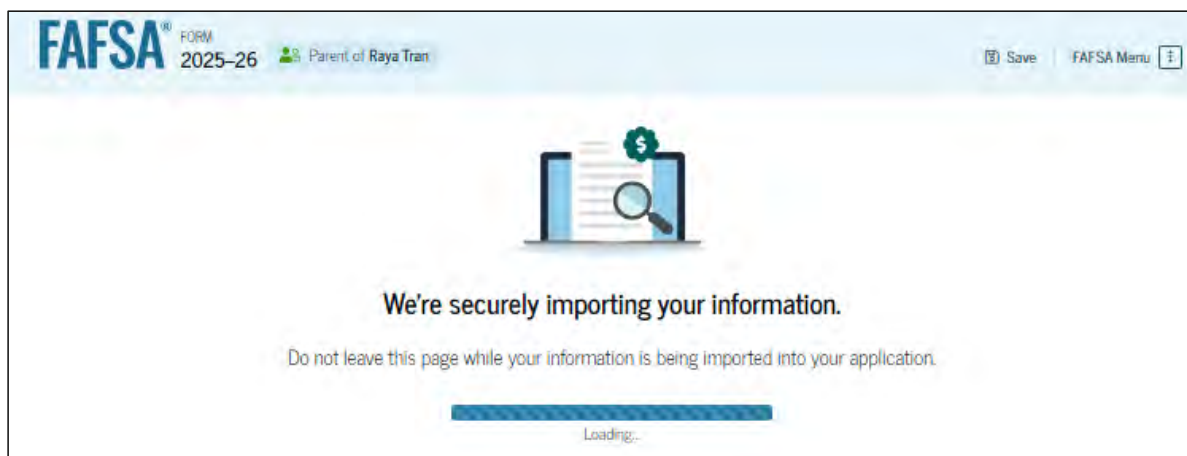 FAFSA® FORM 2025–26 Parent of Raya Tran Save FAFSA Menu
$
We're securely importing your information.
Do not leave this page while your information is being imported into your application.
Loading...